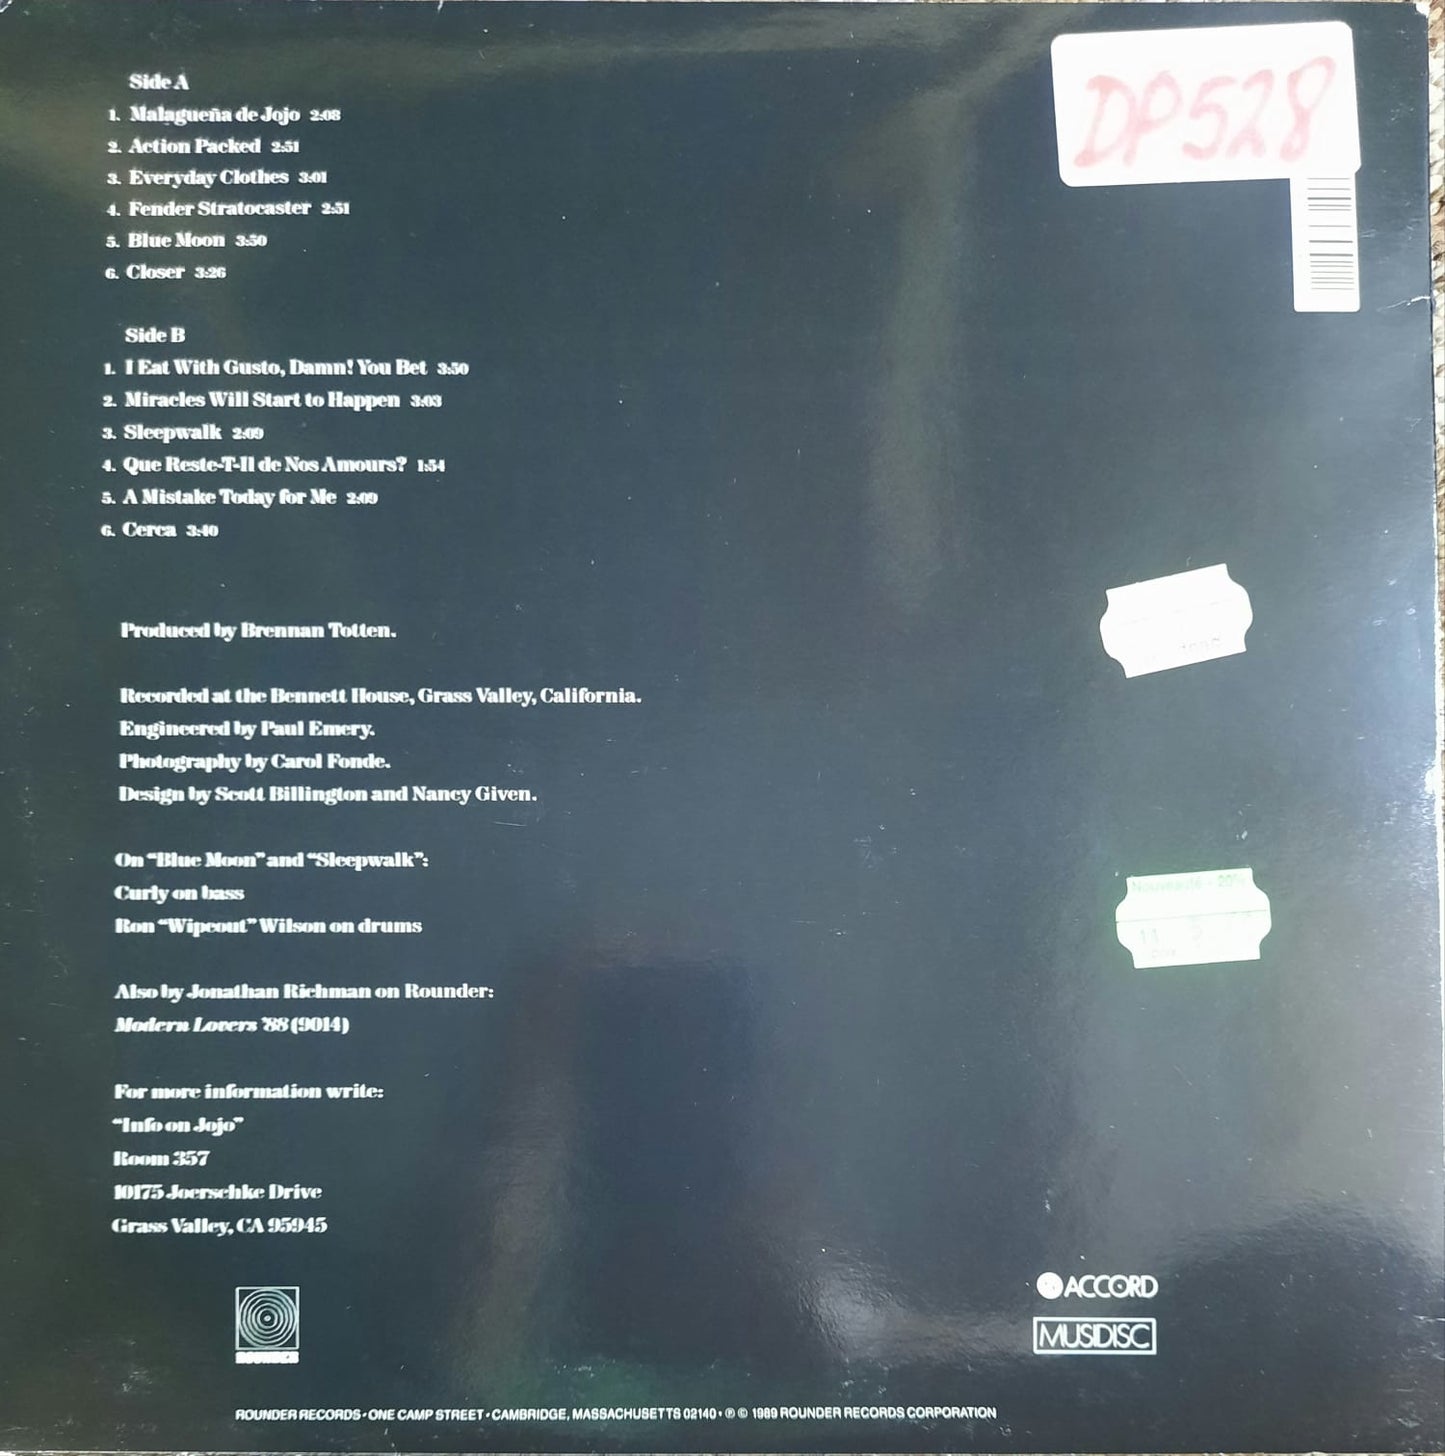 DP528
Side A
1. Malagueña de Jojo 2:08
2. Action Packed 2:51
3. Everyday Clothes 3:01
4. Fender Stratocaster 2:51
5. Blue Moon 3:50
6. Closer 3:26
Side B
1. I Eat With Gusto, Damn! You Bet 3:50
2. Miracles Will Start to Happen 3:03
3. Sleepwalk 2:09
4. Que Reste-T-Il de Nos Amours? 1:54
5. A Mistake Today for Me 2:09
6. Cerca 3:40
Produced by Brennan Totten.
Recorded at the Bennett House, Grass Valley, California.
Engineered by Paul Emery.
Photography by Carol Fonde.
Design by Scott Billington and Nancy Given.
On “Blue Moon” and “Sleepwalk”:
Curly on bass
Ron “Wipeout” Wilson on drums
Nouveauté - 20%
Also by Jonathan Richman on Rounder:
Modern Lovers '88 (9014)
For more information write:
“Info on Jojo”
Room 357
10175 Joerschke Drive
Grass Valley, CA 95945
ROUNDER
ACCORD
MUSIDISC
ROUNDER RECORDS • ONE CAMP STREET • CAMBRIDGE, MASSACHUSETTS 02140 • ℗ © 1989 ROUNDER RECORDS CORPORATION